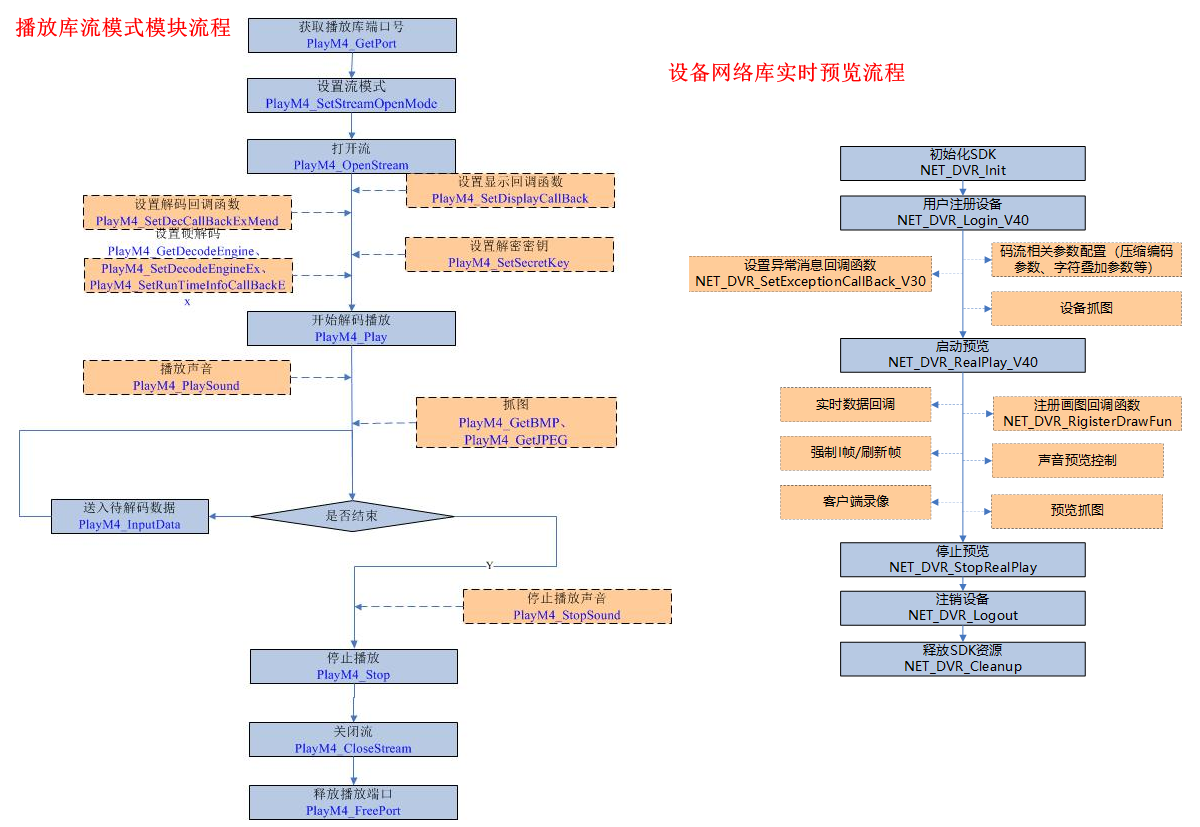 播放库流模式模块流程
获取播放库端口号
PlayM4_GetPort
设置流模式
PlayM4_SetStreamOpenMode
打开流
PlayM4_OpenStream
设置显示回调函数
PlayM4_SetDisplayCallBack
设置解码回调函数
PlayM4_SetDecCallBackExMend
设置硬解码
PlayM4_GetDecodeEngine、
PlayM4_SetDecodeEngineEx、
PlayM4_SetRunTimeInfoCallBackE
x
设置解密密钥
PlayM4_SetSecretKey
开始解码播放
PlayM4_Play
播放声音
PlayM4_PlaySound
抓图
PlayM4_GetBMP、
PlayM4_GetJPEG
送入待解码数据
PlayM4_InputData
是否结束
Y
停止播放声音
PlayM4_StopSound
停止播放
PlayM4_Stop
关闭流
PlayM4_CloseStream
释放播放端口
PlayM4_FreePort
设备网络库实时预览流程
初始化SDK
NET_DVR_Init
用户注册设备
NET_DVR_Login_V40
码流相关参数配置（压缩编码
参数、字符叠加参数等）
设置异常消息回调函数
NET_DVR_SetExceptionCallBack_V30
设备抓图
启动预览
NET_DVR_RealPlay_V40
实时数据回调
注册画图回调函数
NET_DVR_RigisterDrawFun
强制I帧/刷新帧
声音预览控制
客户端录像
预览抓图
停止预览
NET_DVR_StopRealPlay
注销设备
NET_DVR_Logout
释放SDK资源
NET_DVR_Cleanup